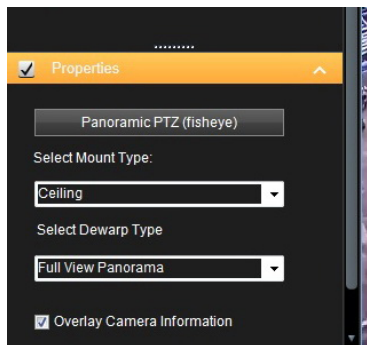 Properties
Panoramic PTZ (fisheye)
Select Mount Type:
Ceiling
Select Dewarp Type
Full View Panorama
Overlay Camera Information